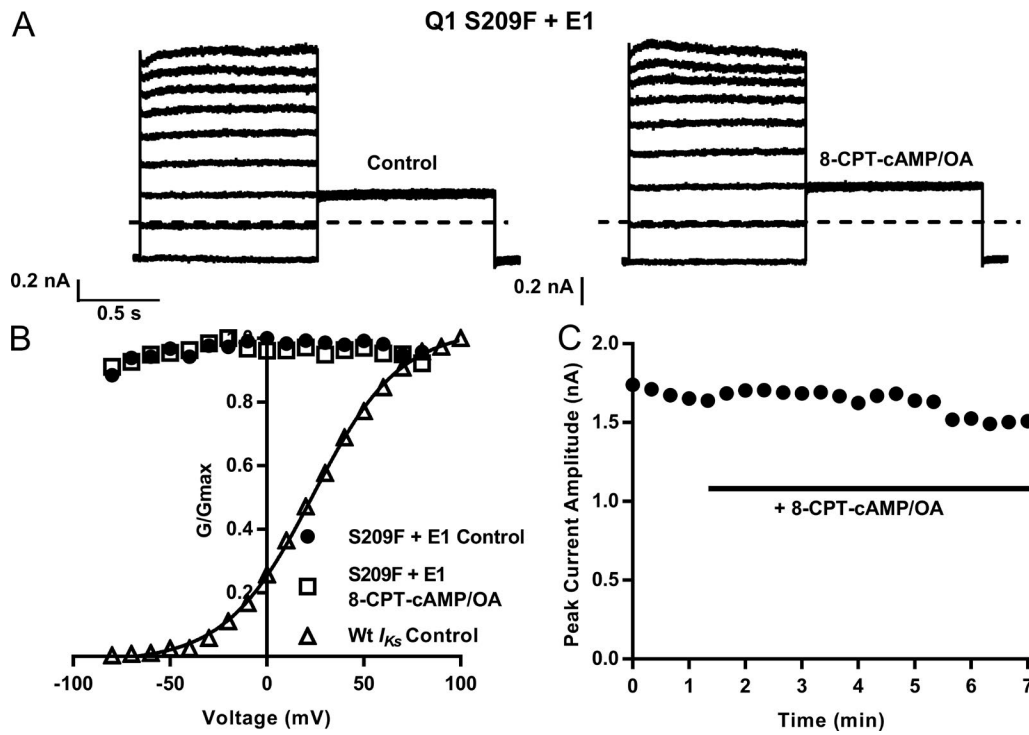 A
Q1 S209F + E1
Control
8-CPT-cAMP/OA
0.2 nA
0.5 s
0.2 nA
B
G/Gmax
0.8
0.6
0.4
0.2
S209F + E1 Control
S209F + E1
8-CPT-cAMP/OA
Wt IKs Control
-100
-50
0
50
100
Voltage (mV)
C
Peak Current Amplitude (nA)
2.0
1.5
1.0
0.5
0.0
+ 8-CPT-cAMP/OA
0
1
2
3
4
5
6
7
Time (min)